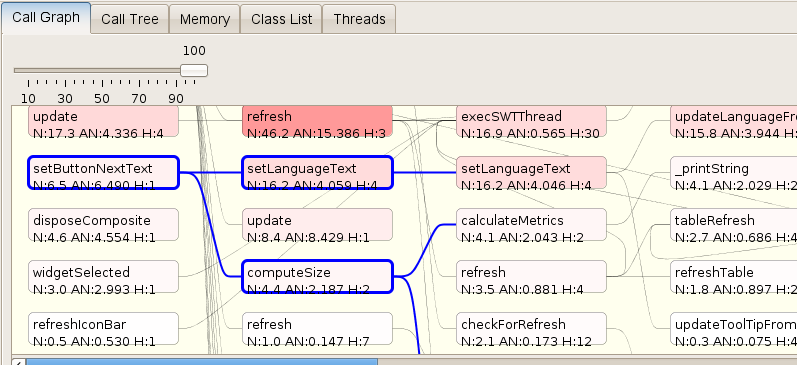 Call Graph Call Tree Memory Class List Threads
100
10 30 50 70 90
update refresh execSWTThread updateLanguageFr
N:17.3 AN:4.336 H:4 N:46.2 AN:15.386 H:3 N:16.9 AN:0.565 H:30 N:15.8 AN:3.944 H:
setButtonNextText setLanguageText setLanguageText _printString
N:6.5 AN:6.490 H:1 N:16.2 AN:4.059 H:4 N:16.2 AN:4.046 H:4 N:4.1 AN:2.029 H:2
disposeComposite update calculateMetrics tableRefresh
N:4.6 AN:4.554 H:1 N:8.4 AN:8.429 H:1 N:4.1 AN:2.043 H:2 N:2.7 AN:0.686 H:4
widgetSelected computeSize refresh refreshTable
N:3.0 AN:2.993 H:1 N:4.4 AN:2.187 H:2 N:3.5 AN:0.881 H:4 N:1.8 AN:0.897 H:2
refreshIconBar refresh checkForRefresh updateToolTipFrom
N:0.5 AN:0.530 H:1 N:1.0 AN:0.147 H:7 N:2.1 AN:0.173 H:12 N:0.3 AN:0.075 H:4